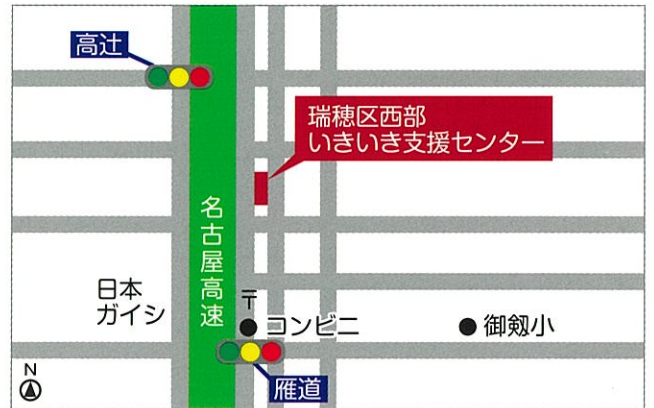 高辻
瑞穂区西部
いきいき支援センター
名古屋高速
日本
ガイシ
〒
コンビニ
御剱小
雁道
N